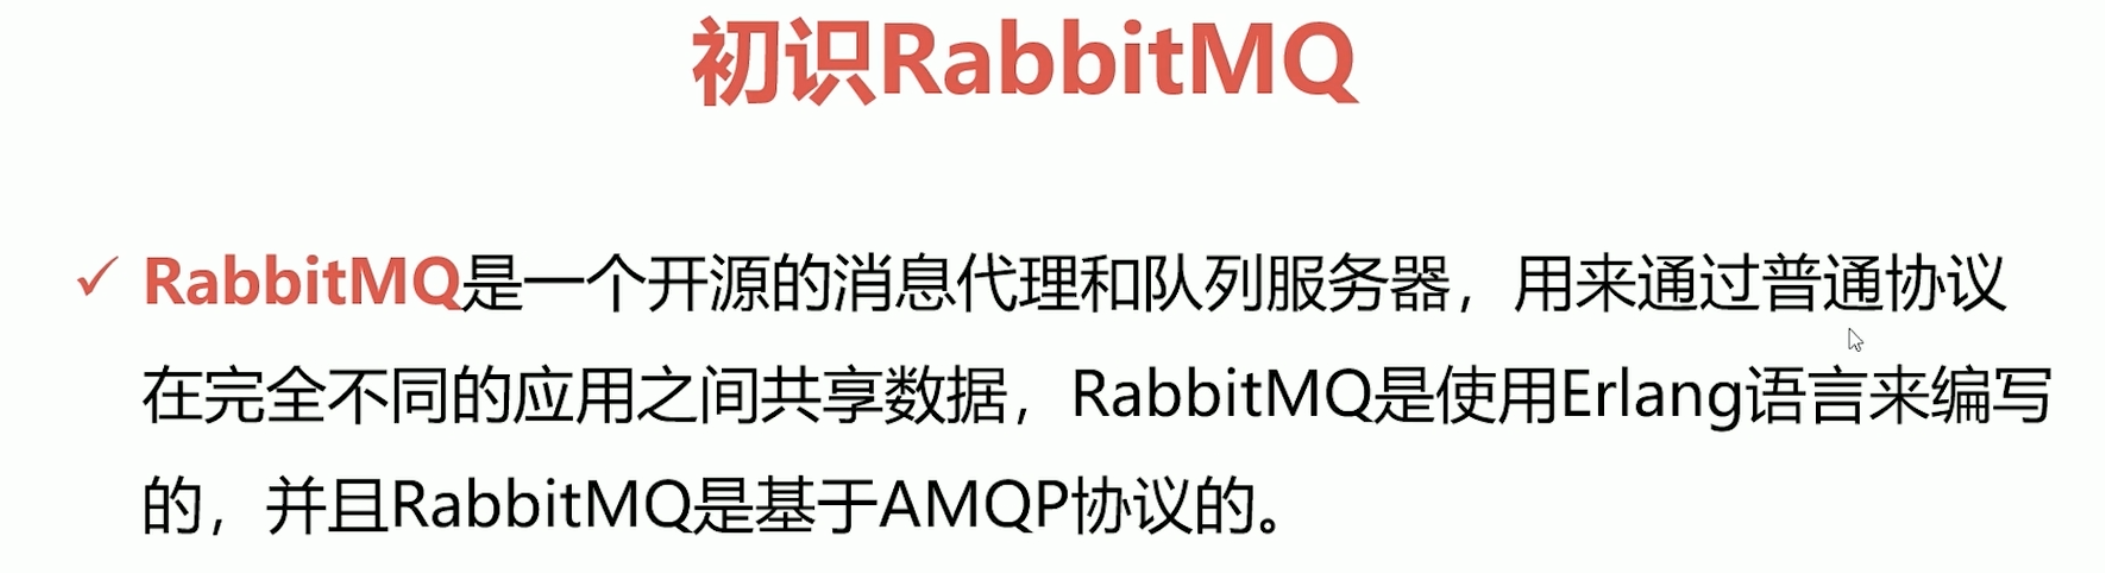 初识RabbitMQ
✓ RabbitMQ是一个开源的消息代理和队列服务器，用来通过普通协议
在完全不同的应用之间共享数据，RabbitMQ是使用Erlang语言来编写
的，并且RabbitMQ是基于AMQP协议的。